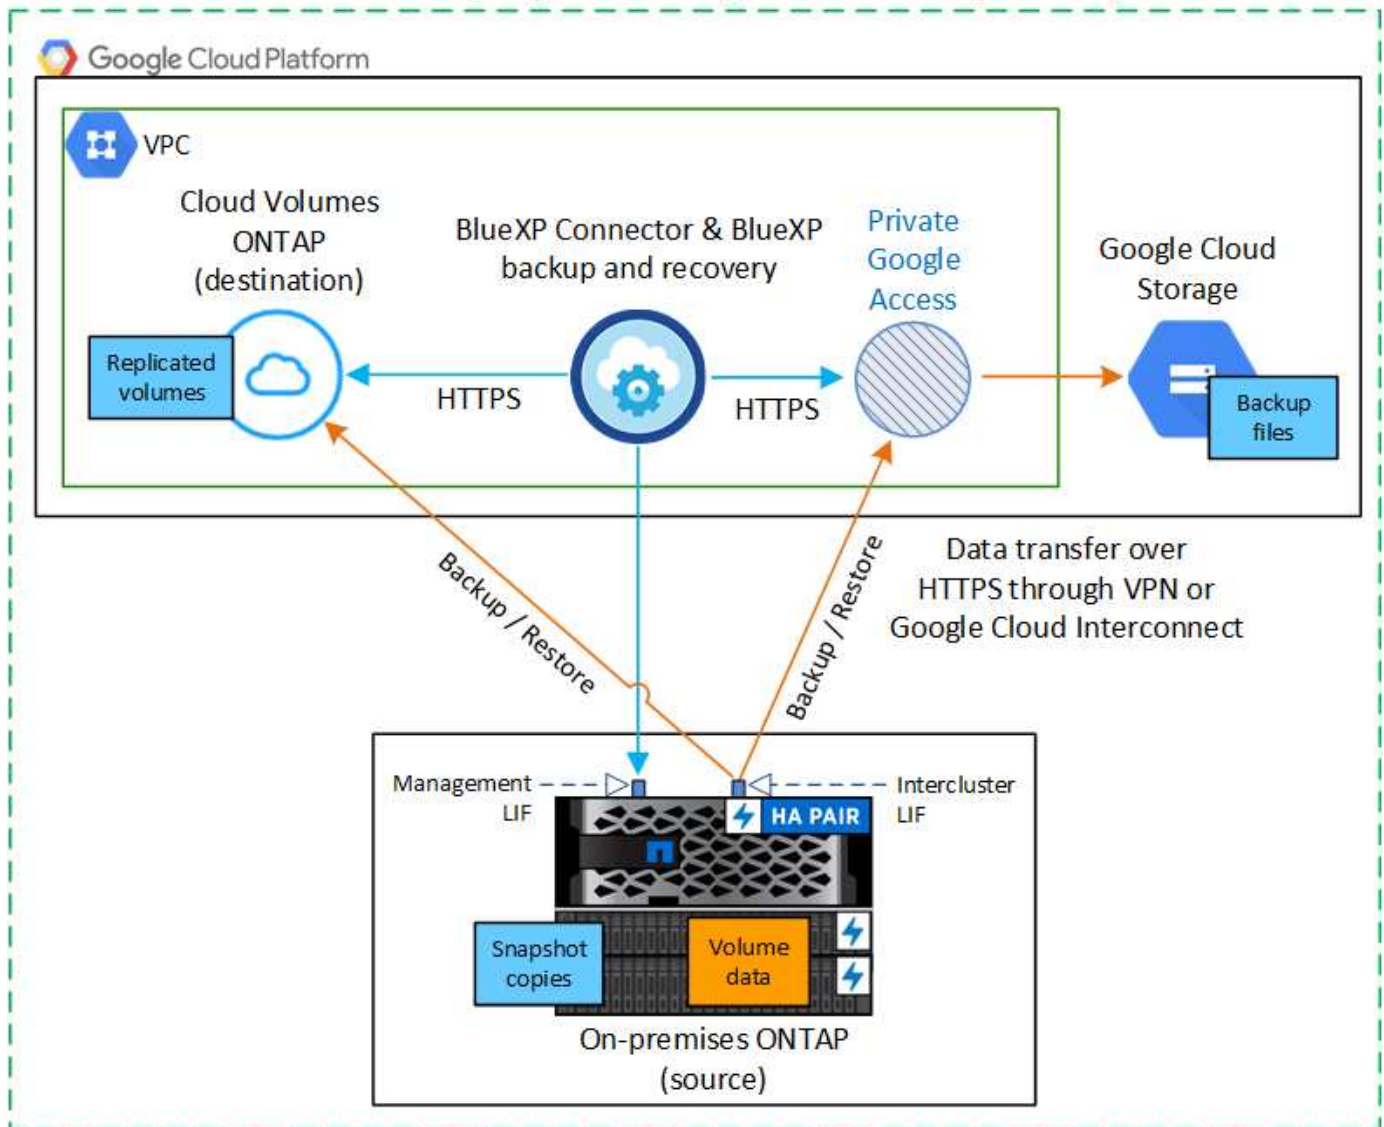 Google Cloud Platform
VPC
Cloud Volumes
ONTAP
(destination)
BlueXP Connector & BlueXP
backup and recovery
Private
Google
Access
Google Cloud
Storage
Replicated
volumes
HTTPS
HTTPS
Backup
files
Backup / Restore
Backup / Restore
Data transfer over
HTTPS through VPN or
Google Cloud Interconnect
Management
LIF
Intercluster
LIF
HA PAIR
Snapshot
copies
Volume
data
On-premises ONTAP
(source)